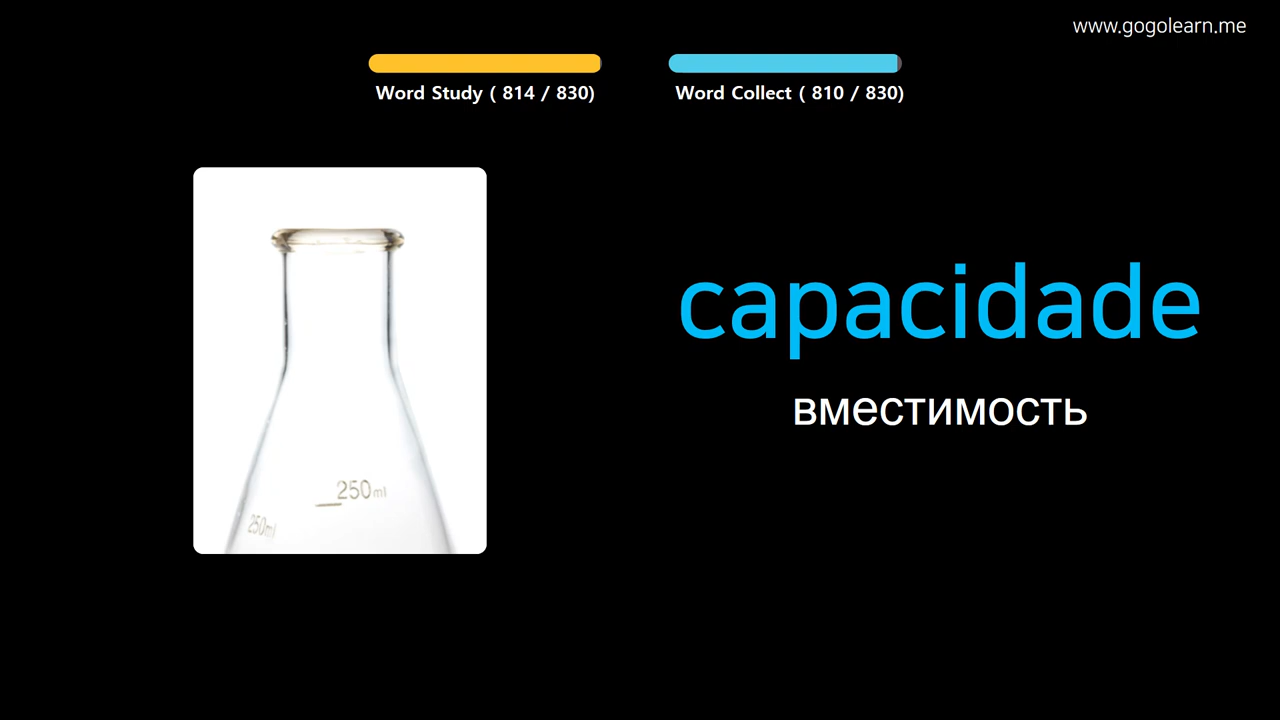 www.gogolearn.me
Word Study ( 814 / 830)
Word Collect ( 810 / 830)
capacidade
вместимость
250ml
250ml